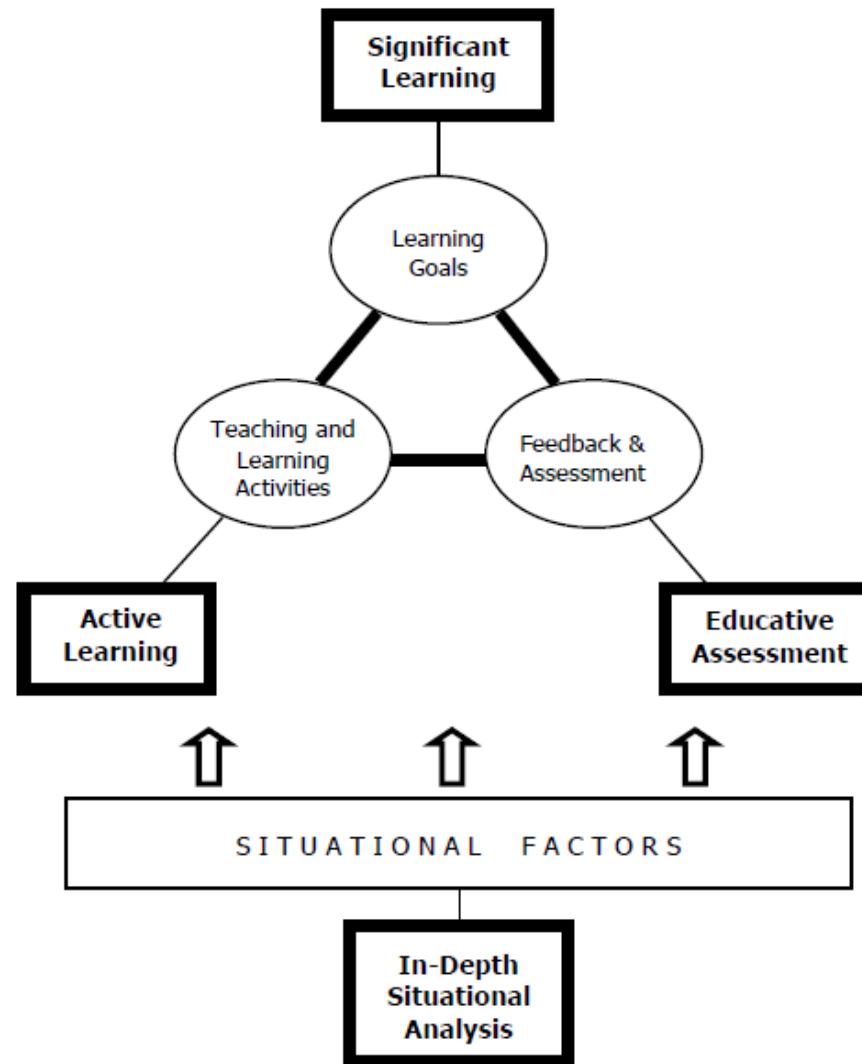 Significant
Learning
Learning
Goals
Teaching and
Learning
Activities
Feedback &
Assessment
Active
Learning
Educative
Assessment
SITUATIONAL FACTORS
In-Depth
Situational
Analysis